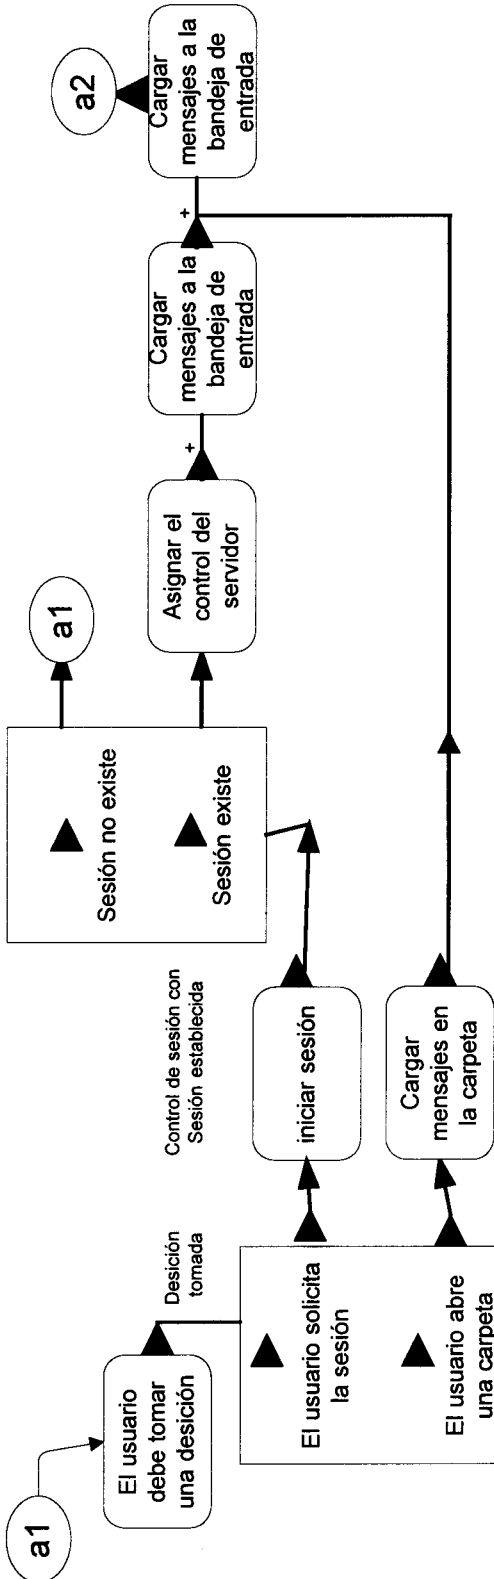 a1
El usuario
debe tomar
una desición
Desición
tomada
El usuario solicita
la sesión
El usuario abre
una carpeta
Control de sesión con
Sesión establecida
iniciar sesión
Cargar
mensajes en
la carpeta
Sesión no existe
Sesión existe
a1
Asignar el
control del
servidor
+
Cargar
mensajes a la
bandeja de
entrada
+
Cargar
mensajes a la
bandeja de
entrada
a2